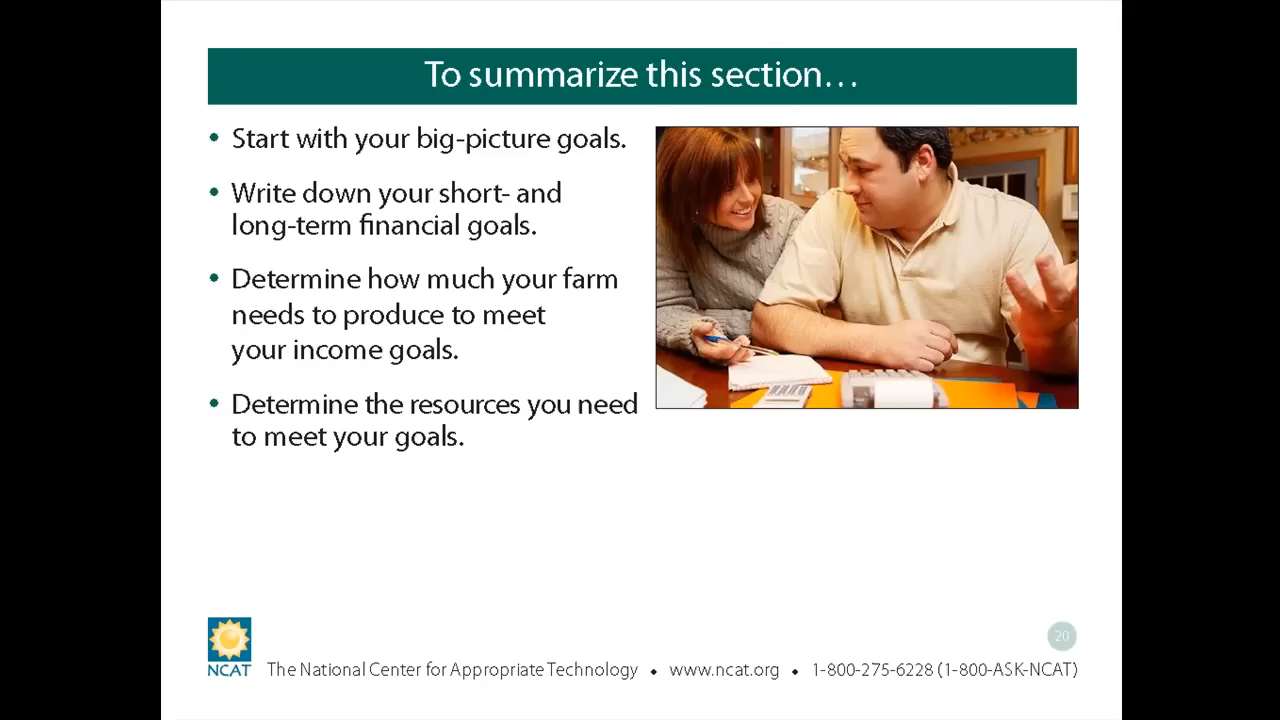 To summarize this section…
• Start with your big-picture goals.
• Write down your short- and
long-term financial goals.
• Determine how much your farm
needs to produce to meet
your income goals.
• Determine the resources you need
to meet your goals.
20
NCAT
The National Center for Appropriate Technology • www.ncat.org • 1-800-275-6228 (1-800-ASK-NCAT)